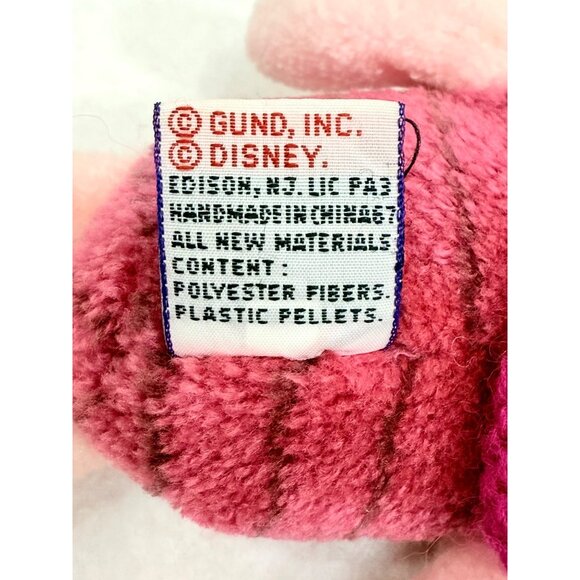 © GUND, INC.
© DISNEY.
EDISON, NJ. LIC PA3
HANDMADE IN CHINA67
ALL NEW MATERIALS
CONTENT :
POLYESTER FIBERS.
PLASTIC PELLETS.